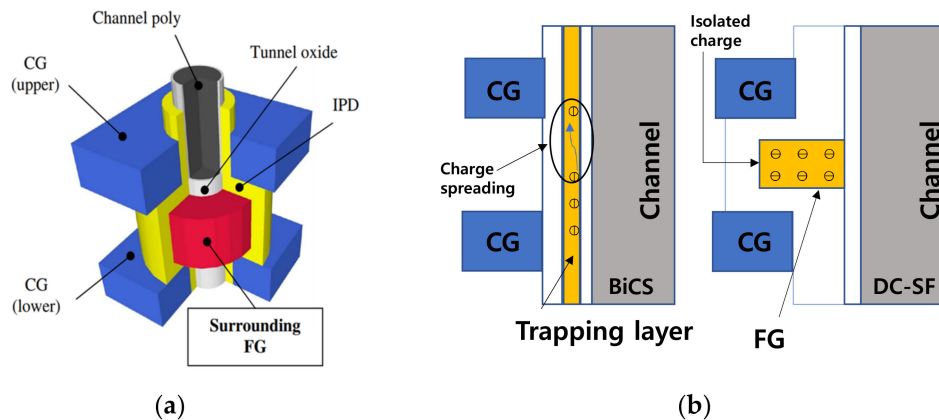 Channel poly
Tunnel oxide
CG
(upper)
IPD
CG
(lower)
Surrounding
FG
(a)
CG
CG
Charge
spreading
Channel
BiCS
Trapping layer
Isolated
charge
CG
CG
Channel
DC-SF
FG
(b)